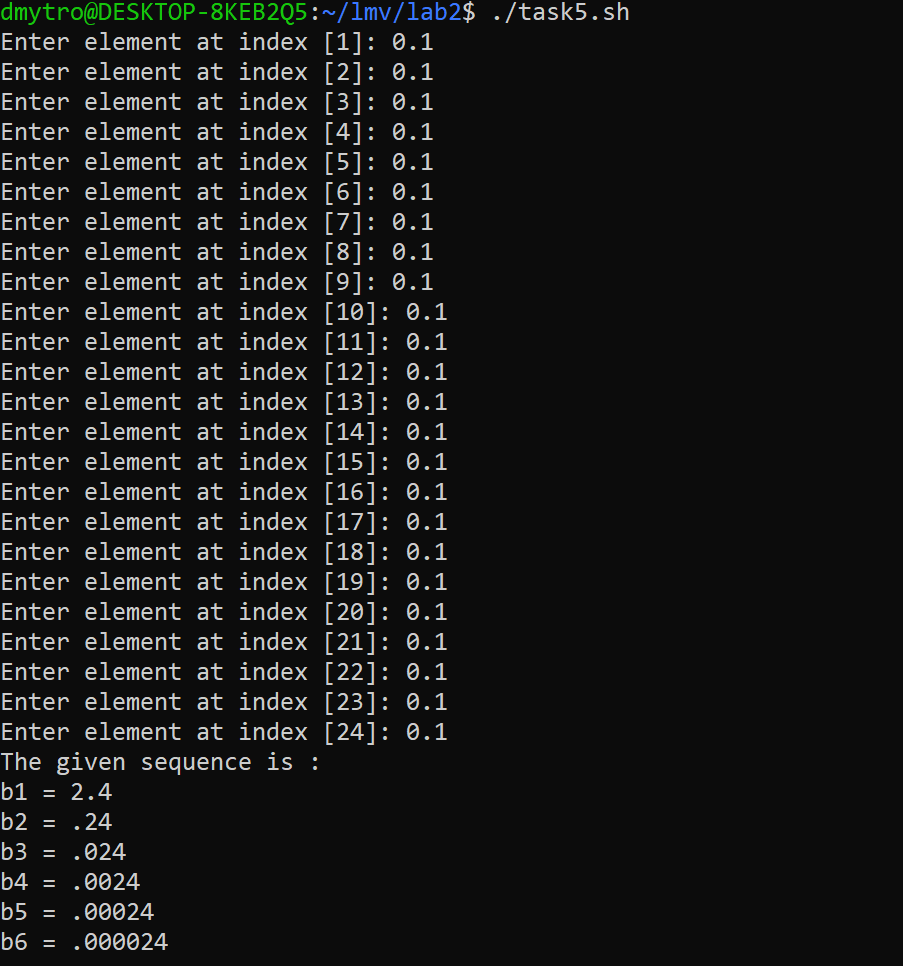 dmytro@DESKTOP-8KEB2Q5:~/lmv/lab2$ ./task5.sh
Enter element at index [1]: 0.1
Enter element at index [2]: 0.1
Enter element at index [3]: 0.1
Enter element at index [4]: 0.1
Enter element at index [5]: 0.1
Enter element at index [6]: 0.1
Enter element at index [7]: 0.1
Enter element at index [8]: 0.1
Enter element at index [9]: 0.1
Enter element at index [10]: 0.1
Enter element at index [11]: 0.1
Enter element at index [12]: 0.1
Enter element at index [13]: 0.1
Enter element at index [14]: 0.1
Enter element at index [15]: 0.1
Enter element at index [16]: 0.1
Enter element at index [17]: 0.1
Enter element at index [18]: 0.1
Enter element at index [19]: 0.1
Enter element at index [20]: 0.1
Enter element at index [21]: 0.1
Enter element at index [22]: 0.1
Enter element at index [23]: 0.1
Enter element at index [24]: 0.1
The given sequence is :
b1 = 2.4
b2 = .24
b3 = .024
b4 = .0024
b5 = .00024
b6 = .000024